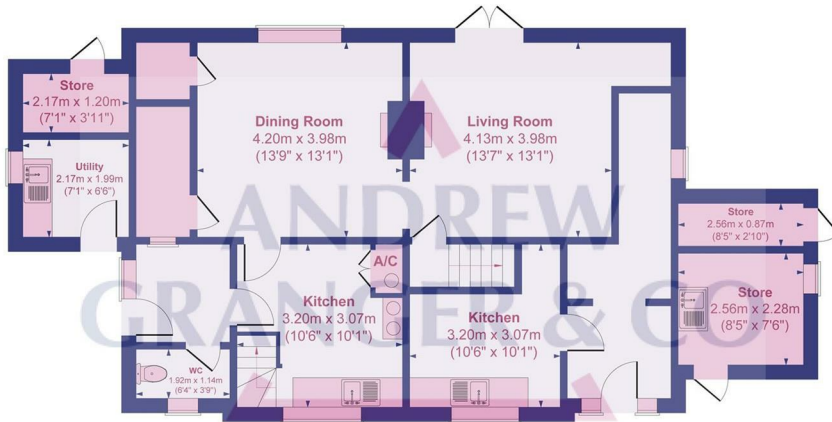 Store
2.17m x 1.20m
(7'1" x 3'11")
Utility
2.17m x 1.99m
(7'1" x 6'6")
Dining Room
4.20m x 3.98m
(13'9" x 13'1")
Living Room
4.13m x 3.98m
(13'7" x 13'1")
Store
2.56m x 0.87m
(8'5" x 2'10")
Store
2.56m x 2.28m
(8'5" x 7'6")
A/C
Kitchen
3.20m x 3.07m
(10'6" x 10'1")
Kitchen
3.20m x 3.07m
(10'6" x 10'1")
WC
1.92m x 1.14m
(6'4" x 3'9")
ANDREW
GRANGER & CO